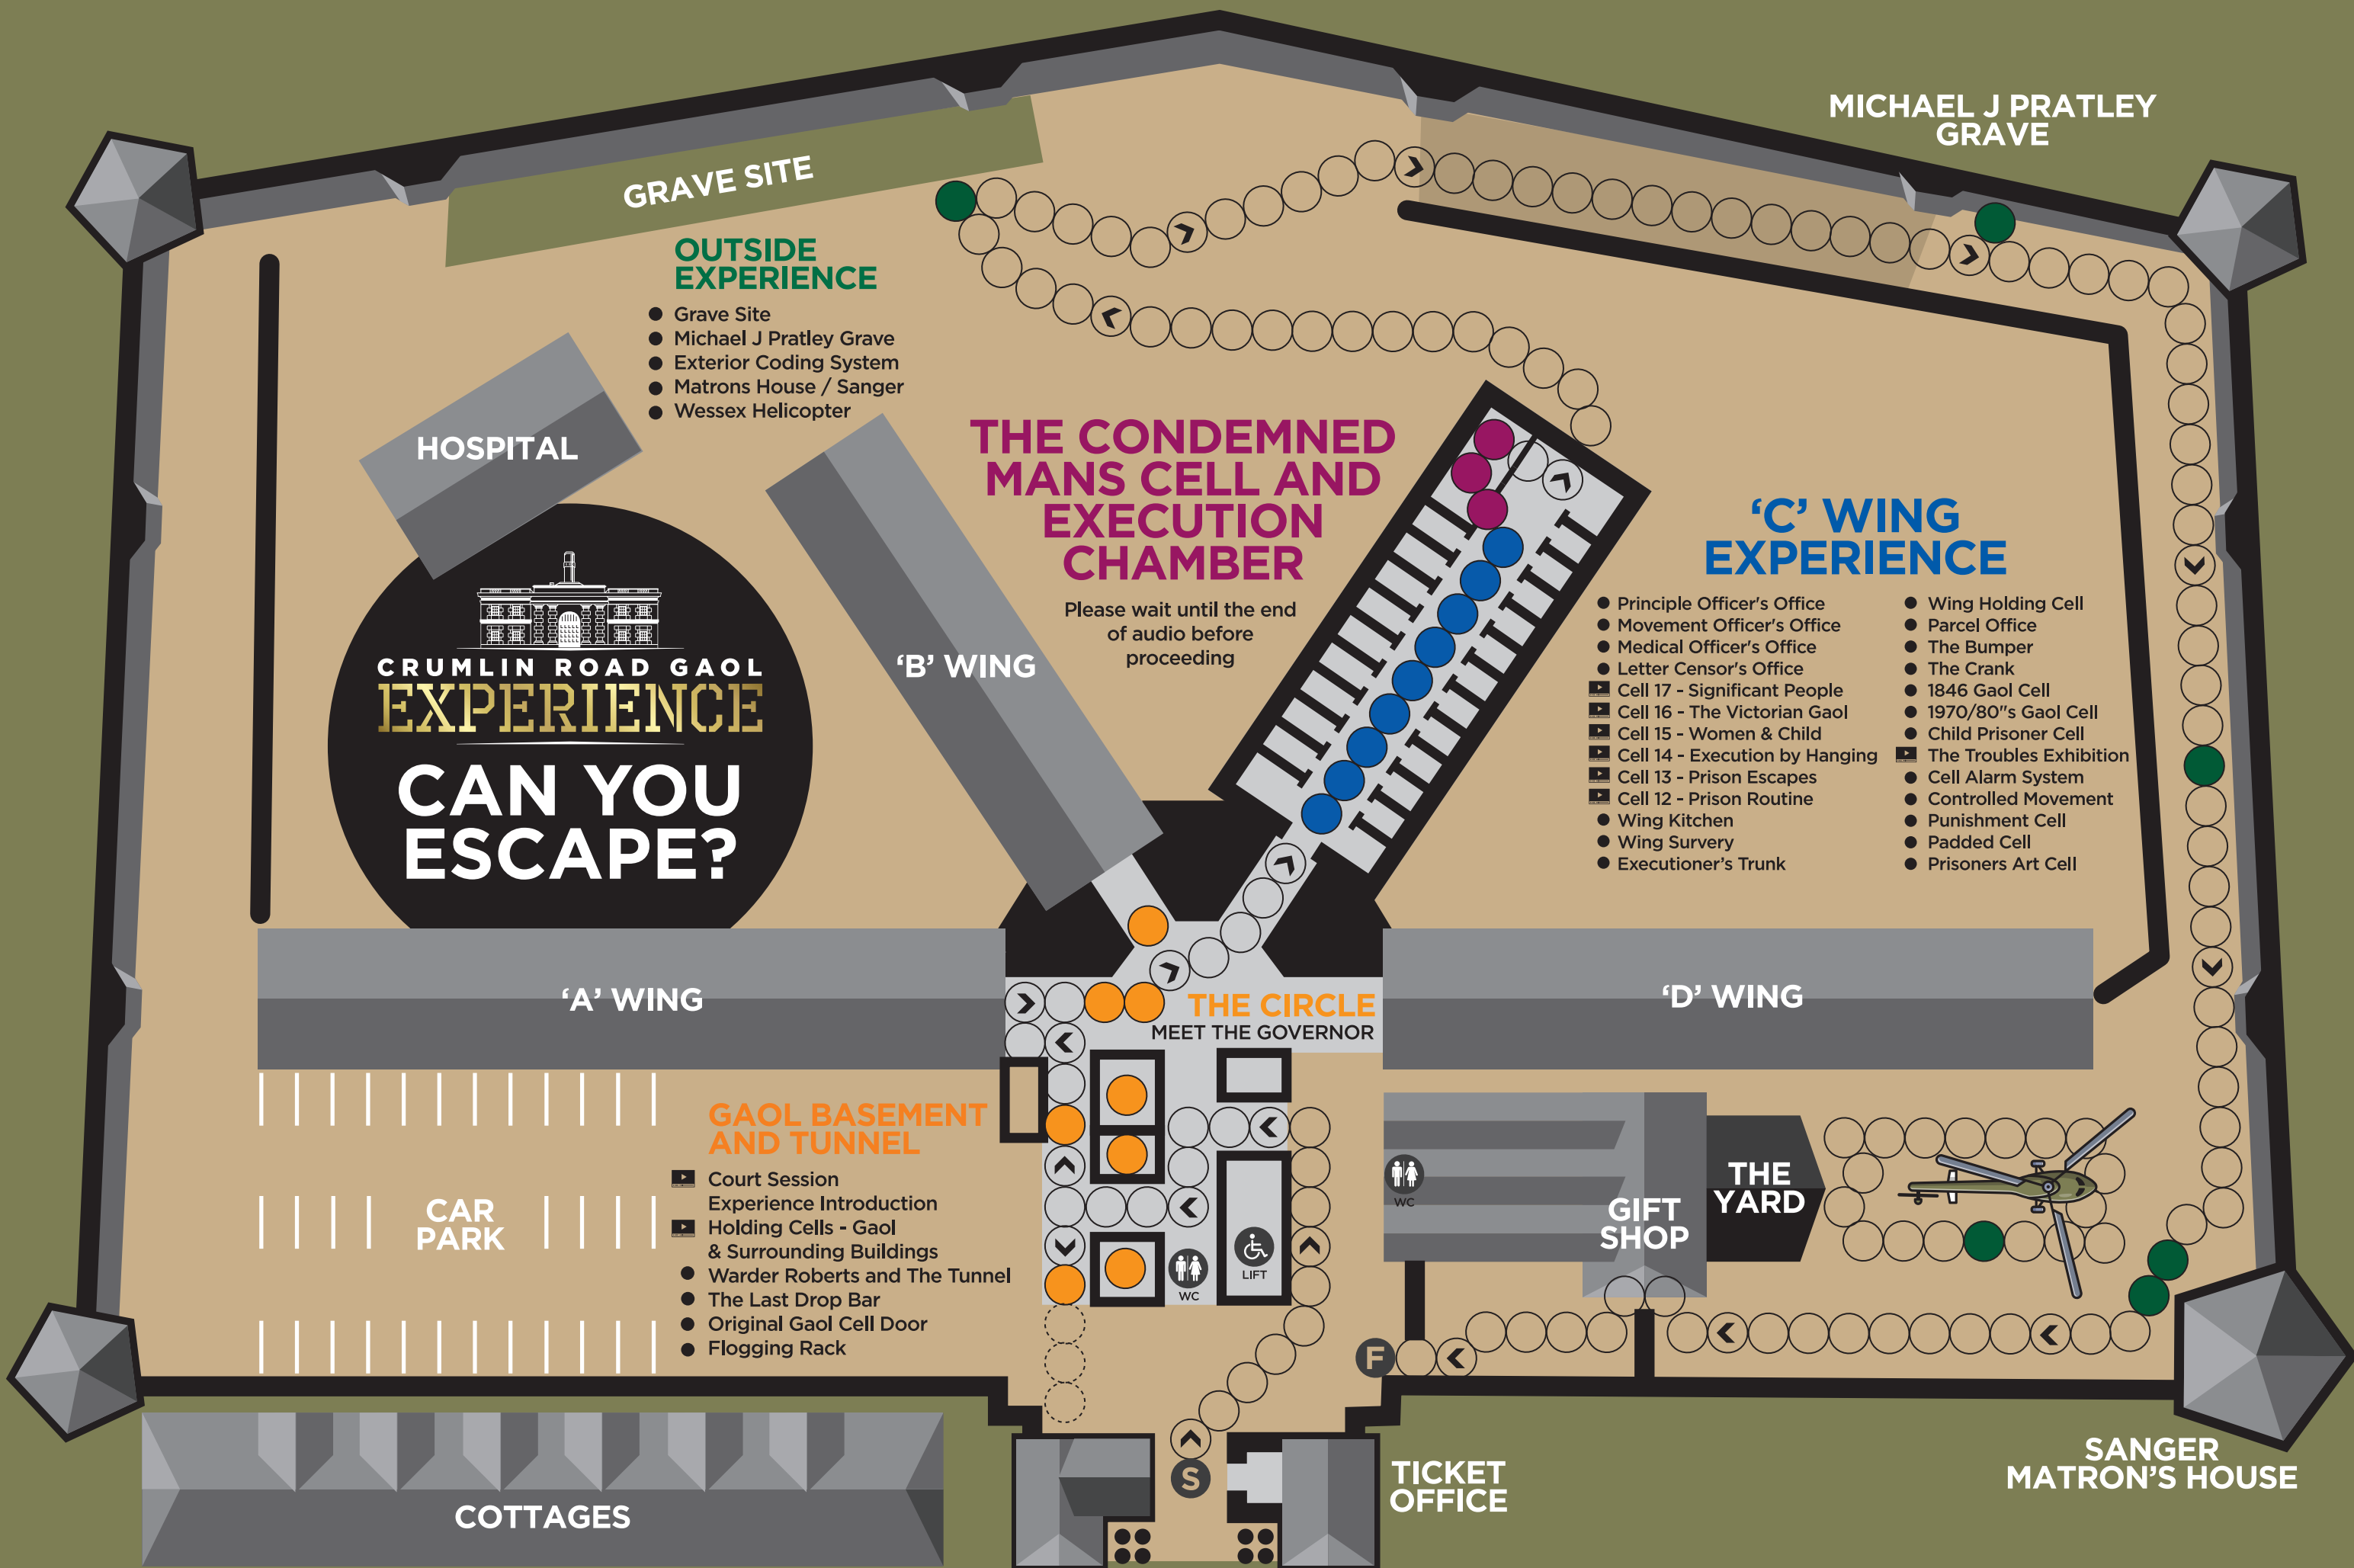 MICHAEL J PRATLEY
GRAVE
GRAVE SITE
OUTSIDE
EXPERIENCE
Grave Site
Michael J Pratley Grave
Exterior Coding System
Matrons House / Sanger
Wessex Helicopter
HOSPITAL
THE CONDEMNED
MANS CELL AND
EXECUTION
CHAMBER
Please wait until the end
of audio before
proceeding
'C' WING
EXPERIENCE
Principle Officer's Office
Movement Officer's Office
Medical Officer's Office
Letter Censor's Office
Cell 17 - Significant People
Cell 16 - The Victorian Gaol
Cell 15 - Women & Child
Cell 14 - Execution by Hanging
Cell 13 - Prison Escapes
Cell 12 - Prison Routine
Wing Kitchen
Wing Survery
Executioner's Trunk
Wing Holding Cell
Parcel Office
The Bumper
The Crank
1846 Gaol Cell
1970/80"s Gaol Cell
Child Prisoner Cell
The Troubles Exhibition
Cell Alarm System
Controlled Movement
Punishment Cell
Padded Cell
Prisoners Art Cell
CRUMLIN ROAD GAOL
EXPERIENCE
CAN YOU
ESCAPE?
'B' WING
'A' WING
THE CIRCLE
MEET THE GOVERNOR
'D' WING
GAOL BASEMENT
AND TUNNEL
Court Session
Experience Introduction
Holding Cells - Gaol
& Surrounding Buildings
Warder Roberts and The Tunnel
The Last Drop Bar
Original Gaol Cell Door
Flogging Rack
CAR
PARK
WC
LIFT
WC
GIFT
SHOP
THE
YARD
F
S
TICKET
OFFICE
SANGER
MATRON'S HOUSE
COTTAGES